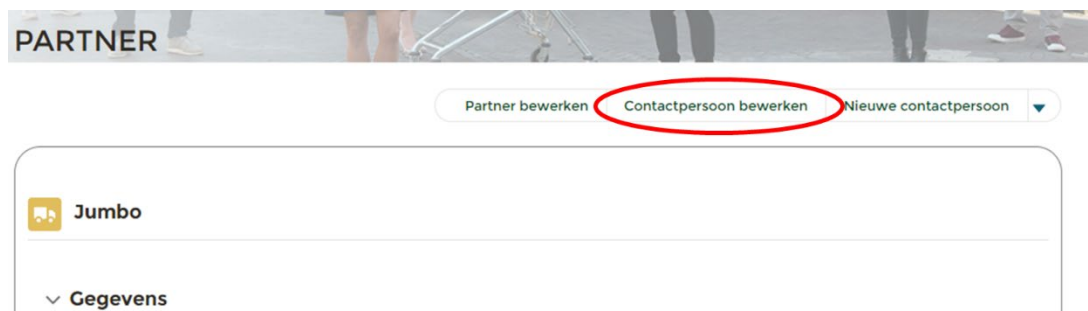 PARTNER
Partner bewerken Contactpersoon bewerken Nieuwe contactpersoon
Jumbo
Gegevens